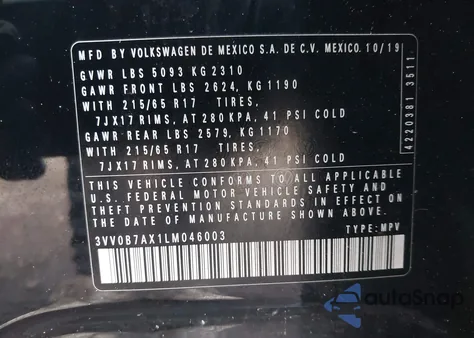 MFD BY VOLKSWAGEN DE MEXICO S.A. DE C.V. MEXICO. 10/19
GVWR LBS 5093 KG 2310
GAWR FRONT LBS 2624, KG 1190
WITH 215/65 R17 TIRES,
7JX17 RIMS, AT 280 KPA, 41 PSI COLD
GAWR REAR LBS 2579, KG 1170
WITH 215/65 R17 TIRES,
7JX17 RIMS, AT 280 KPA, 41 PSI COLD
THIS VEHICLE CONFORMS TO ALL APPLICABLE
U.S. FEDERAL MOTOR VEHICLE SAFETY AND
THEFT PREVENTION STANDARDS IN EFFECT
ON THE DATE OF MANUFACTURE SHOWN ABOVE.
3VV0B7AX1LM046003 TYPE: MPV
4220381 3511
autoSnap